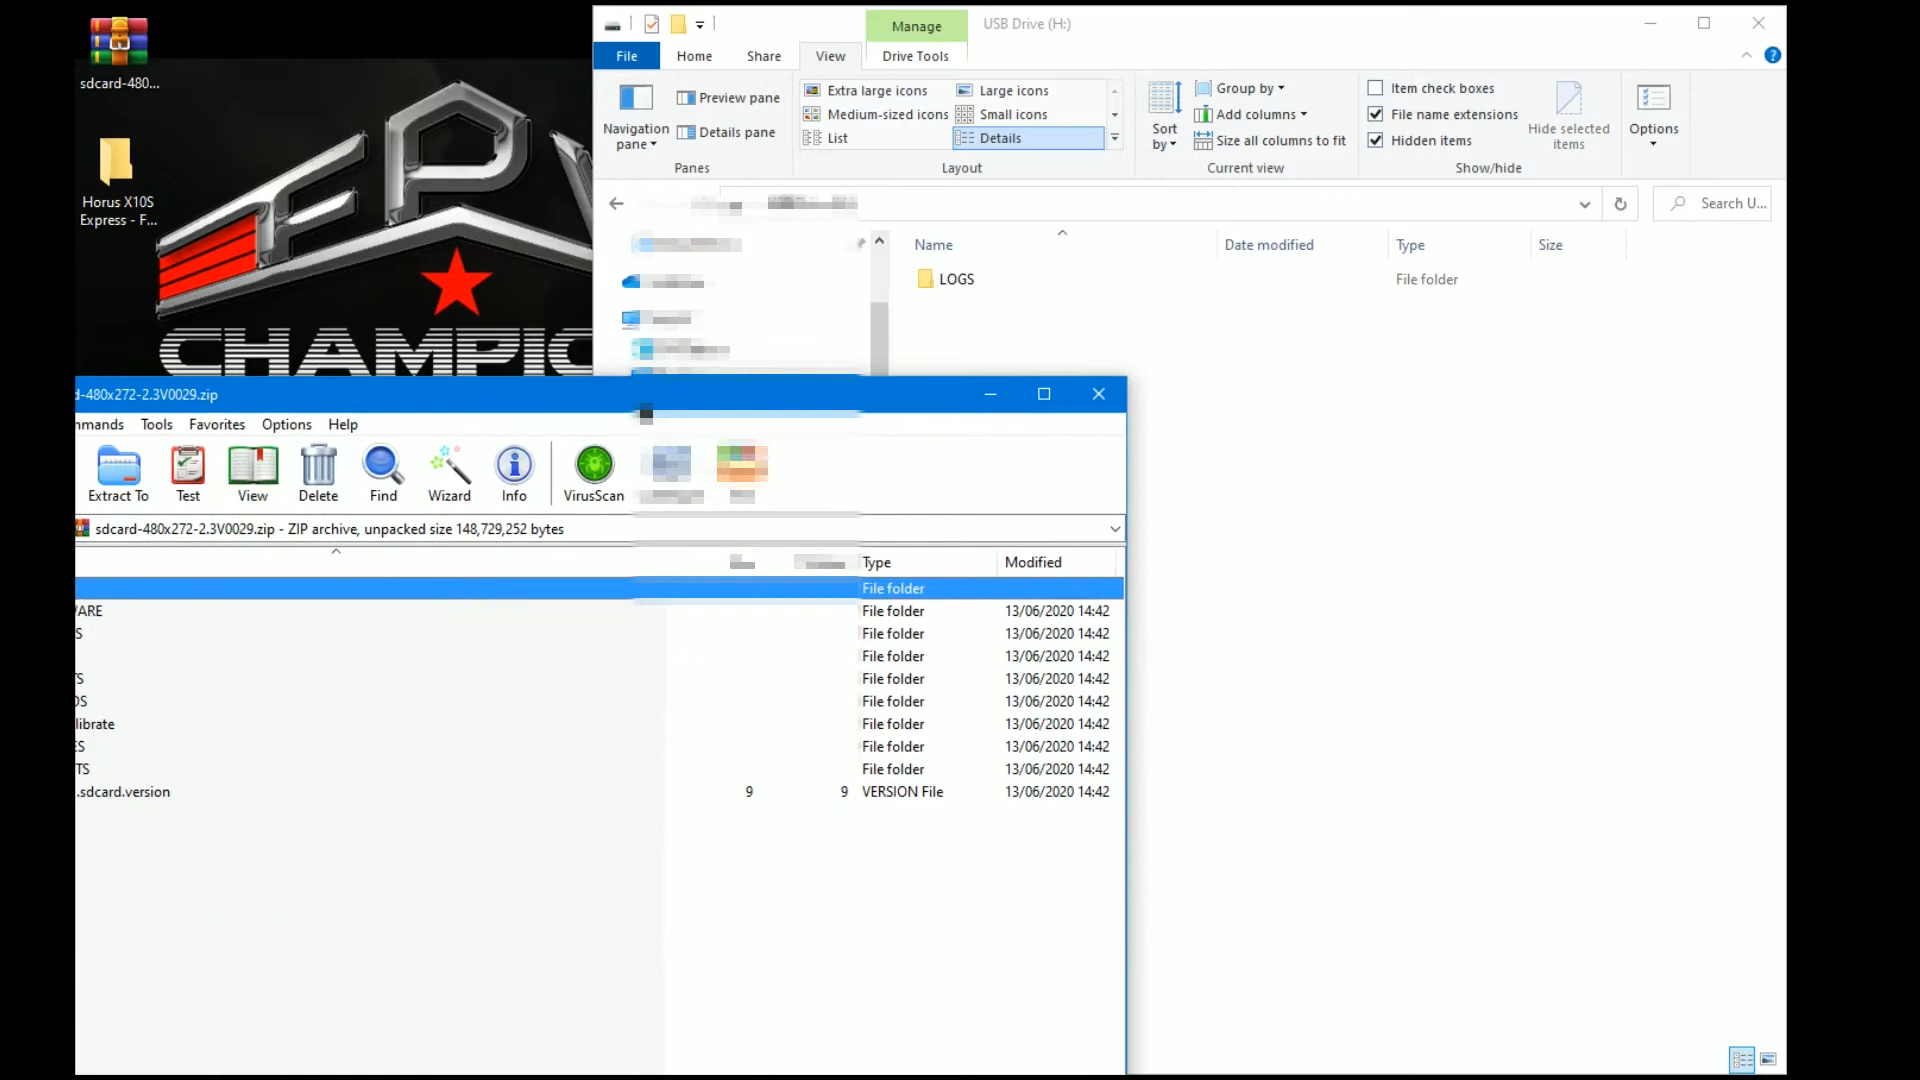 sdcard-480...
Horus X10S
Express - F...
CHAMPIC
Manage
USB Drive (H:)
File
Home
Share
View
Drive Tools
Navigation
pane
Preview pane
Details pane
Panes
Extra large icons
Large icons
Medium-sized icons
Small icons
List
Details
Layout
Sort
by
Group by
Add columns
Size all columns to fit
Current view
Item check boxes
File name extensions
Hidden items
Hide selected
items
Show/hide
Options
Search U...
Name
Date modified
Type
Size
LOGS
File folder
d-480x272-2.3V0029.zip
mmands
Tools
Favorites
Options
Help
Extract To
Test
View
Delete
Find
Wizard
Info
VirusScan
sdcard-480x272-2.3V0029.zip - ZIP archive, unpacked size 148,729,252 bytes
Type
Modified
File folder
WARE File folder 13/06/2020 14:42
S File folder 13/06/2020 14:42
File folder 13/06/2020 14:42
TS File folder 13/06/2020 14:42
DS File folder 13/06/2020 14:42
librate File folder 13/06/2020 14:42
ES File folder 13/06/2020 14:42
TS File folder 13/06/2020 14:42
.sdcard.version 9 9 VERSION File 13/06/2020 14:42